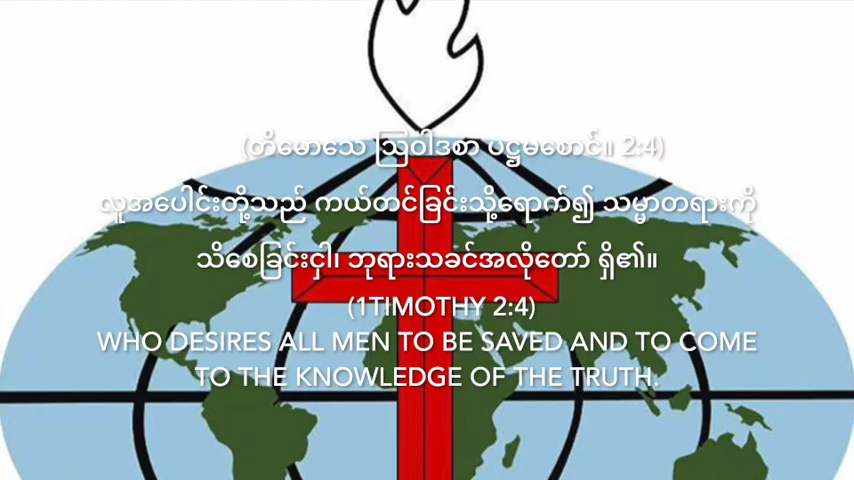 (တိမောသေ ဩဝါဒစာ ပဋ္ဌမစောင်။ 2:4)
လူအပေါင်းတို့သည် ကယ်တင်ခြင်းသို့ရောက်၍ သမ္မာတရားကို
သိစေခြင်းငှါ၊ ဘုရားသခင်အလိုတော် ရှိ၏။
(1TIMOTHY 2:4)
WHO DESIRES ALL MEN TO BE SAVED AND TO COME
TO THE KNOWLEDGE OF THE TRUTH.